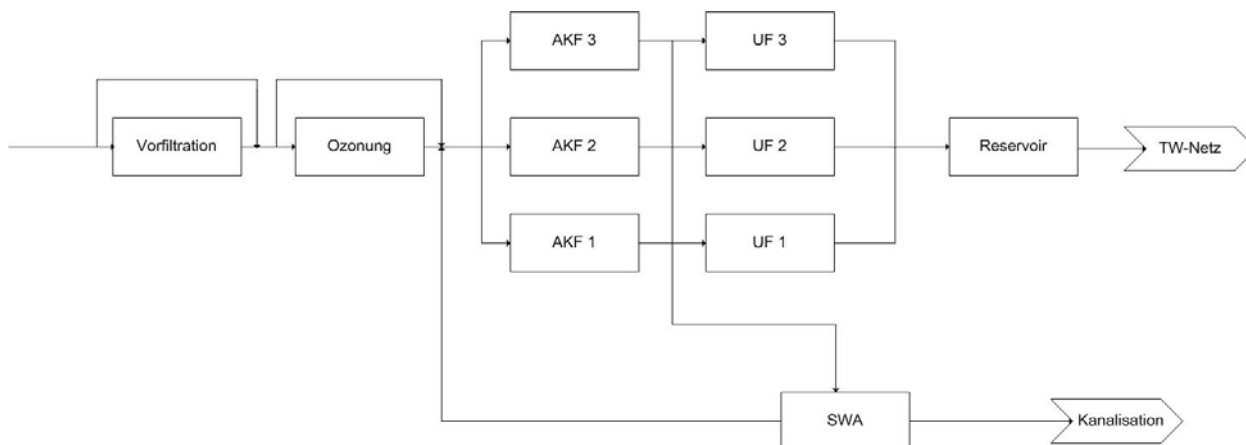 AKF 3
UF 3
Vorfiltration
Ozonung
AKF 2
UF 2
Reservoir
TW-Netz
AKF 1
UF 1
SWA
Kanalisation